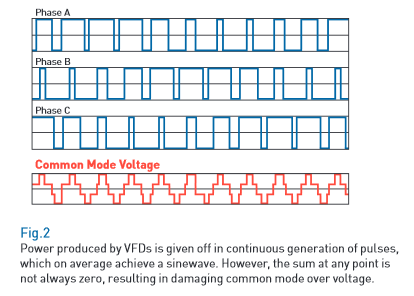 Phase A
Phase B
Phase C
Common Mode Voltage
Fig.2
Power produced by VFDs is given off in continuous generation of pulses,
which on average achieve a sinewave. However, the sum at any point is
not always zero, resulting in damaging common mode over voltage.